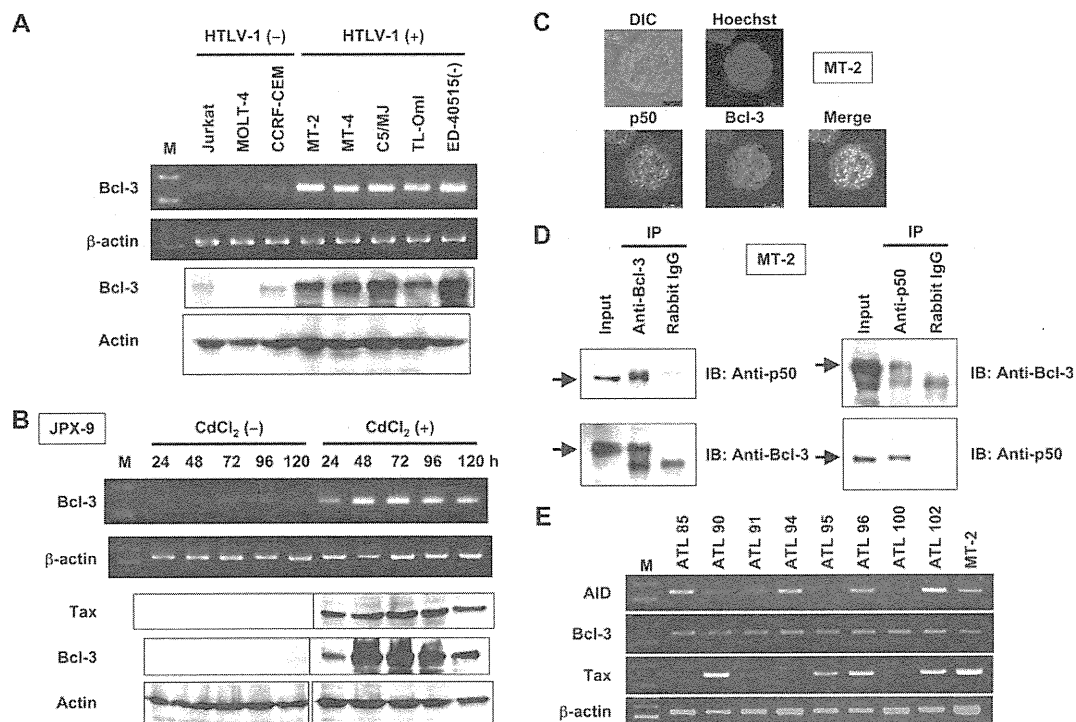 A
HTLV-1 (–) HTLV-1 (+)
M Jurkat MOLT-4 CCRF-CEM MT-2 MT-4 C5/MJ TL-OmI ED-40515(-)
Bcl-3
β-actin
Bcl-3
Actin
B JPX-9 CdCl₂ (–) CdCl₂ (+)
M 24 48 72 96 120 24 48 72 96 120 h
Bcl-3
β-actin
Tax
Bcl-3
Actin
C
DIC Hoechst
MT-2
p50 Bcl-3 Merge
D
IP MT-2 IP
Input Anti-Bcl-3 Rabbit IgG Input Anti-p50 Rabbit IgG
IB: Anti-p50 IB: Anti-Bcl-3
IB: Anti-Bcl-3 IB: Anti-p50
E
M ATL 85 ATL 90 ATL 91 ATL 94 ATL 95 ATL 96 ATL 100 ATL 102 MT-2
AID
Bcl-3
Tax
β-actin